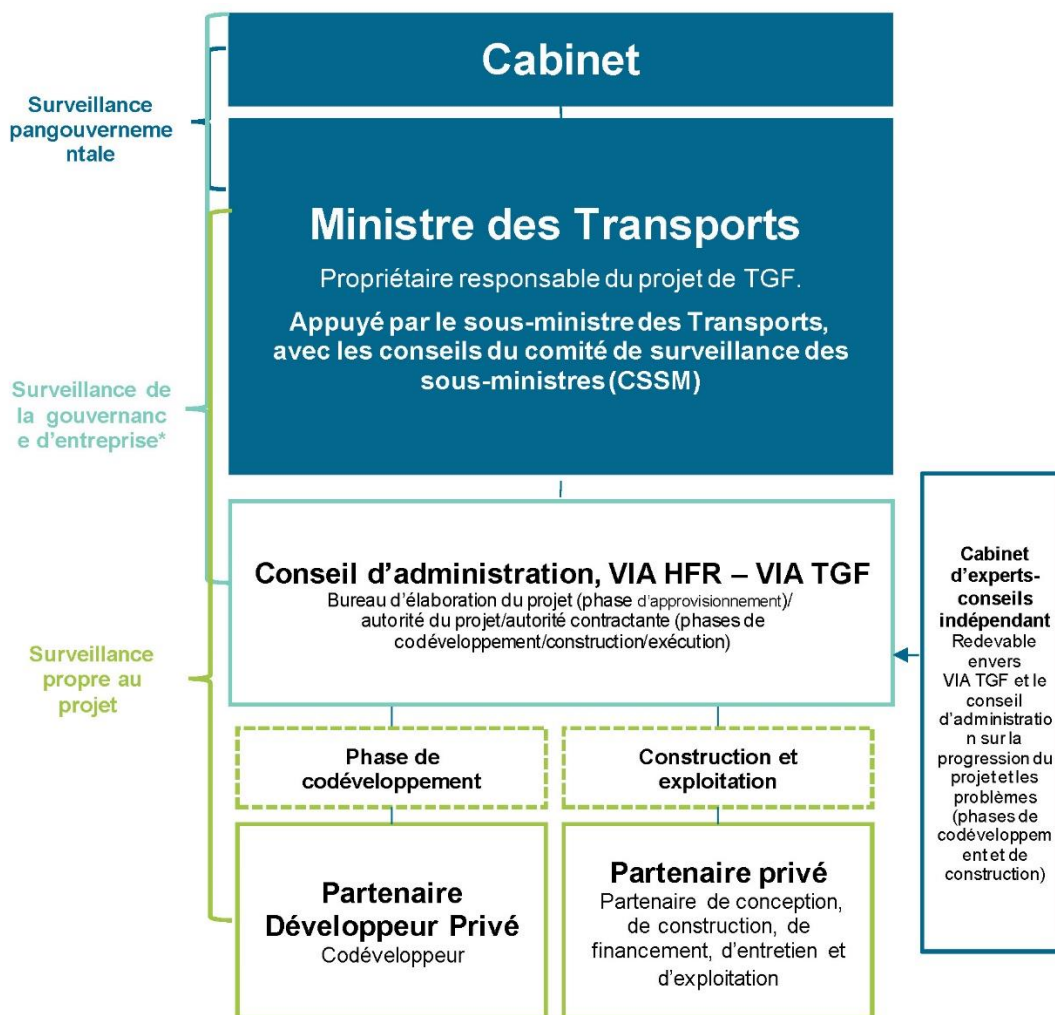 Cabinet
Surveillance
pangouverneme
ntale
Ministre des Transports
Propriétaire responsable du projet de TGF.
Appuyé par le sous-ministre des Transports,
avec les conseils du comité de surveillance des
sous-ministres (CSSM)
Surveillance de
la gouvernanc
e d'entreprise*
Conseil d'administration, VIA HFR – VIA TGF
Bureau d'élaboration du projet (phase d'approvisionnement)/
autorité du projet/autorité contractante (phases de
codéveloppement/construction/exécution)
Cabinet
d'experts-
conseils
indépendant
Redevable
envers
VIA TGF et le
conseil
d'administratio
n sur la
progression du
projet et les
problèmes
(phases de
codéveloppem
ent et de
construction)
Surveillance
propre au
projet
Phase de
codéveloppement
Construction et
exploitation
Partenaire
Développeur Privé
Codéveloppeur
Partenaire privé
Partenaire de conception,
de construction, de
financement, d'entretien et
d'exploitation